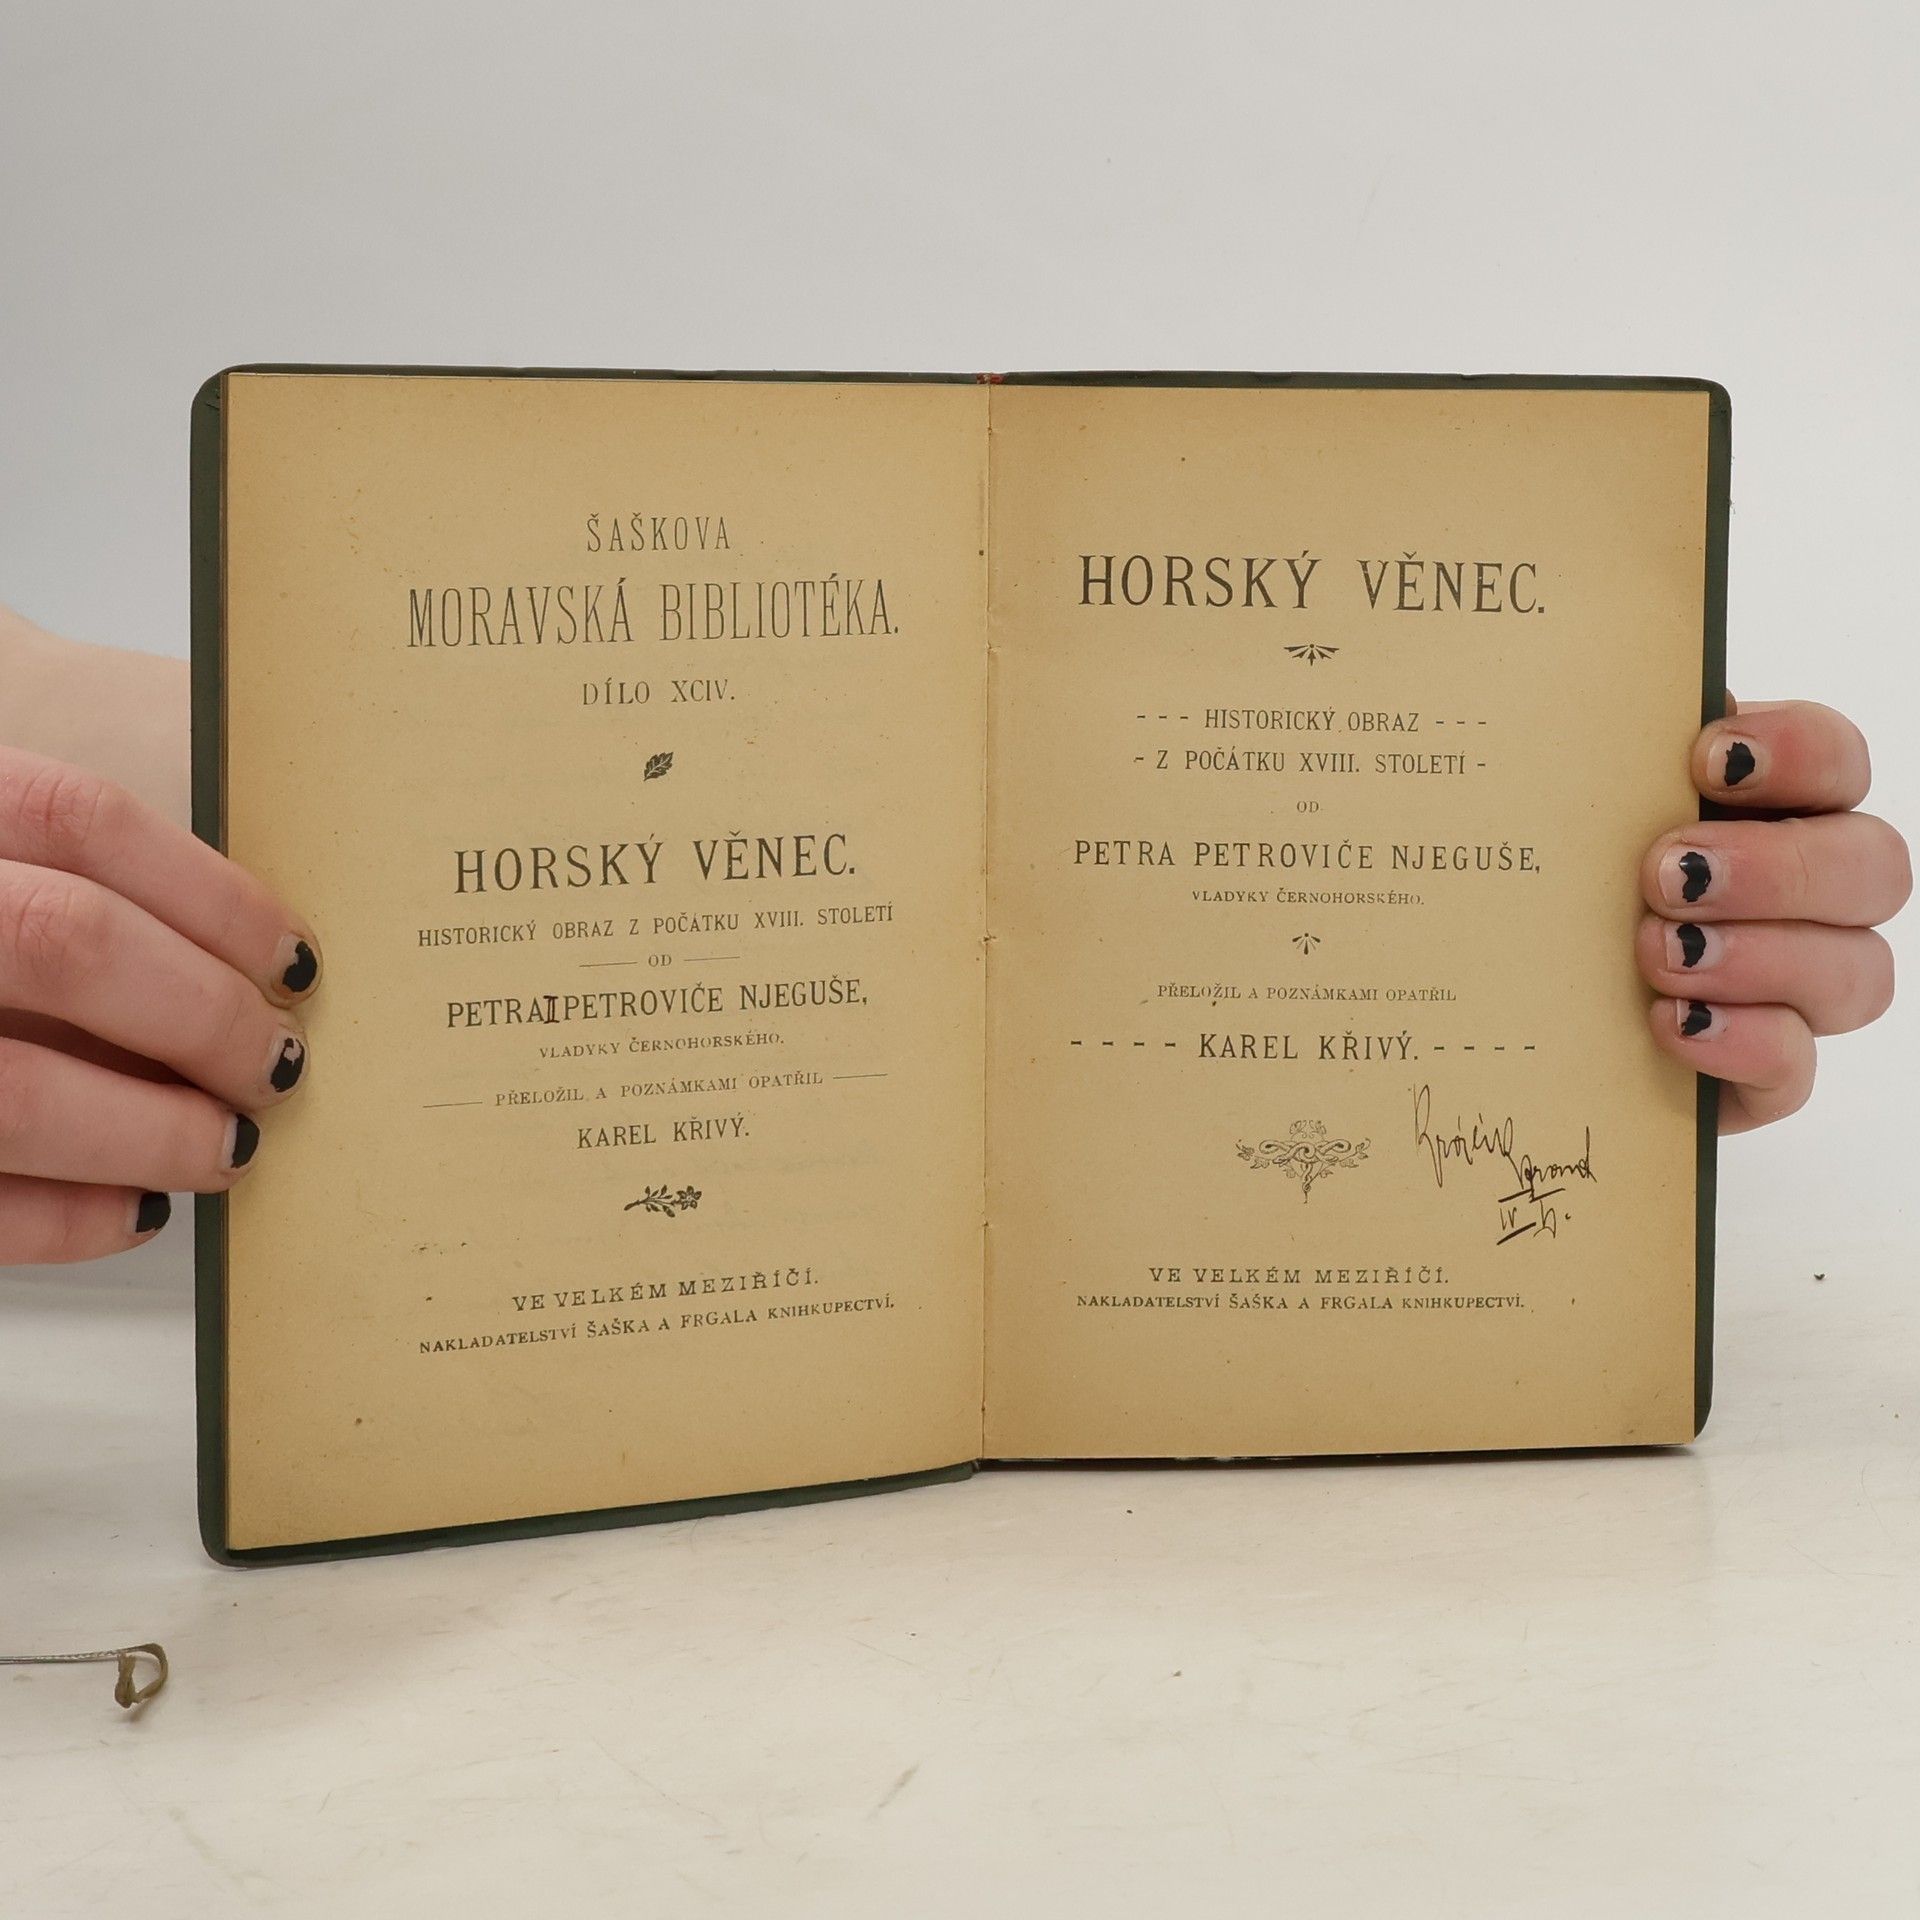 ŠAŠKOVA
MORAVSKÁ BIBLIOTÉKA.
DÍLO XCIV.
HORSKÝ VĚNEC.
HISTORICKÝ OBRAZ Z POČÁTKU XVIII. STOLETÍ
OD
PETRA II PETROVIČE NJEGUŠE,
VLADYKY ČERNOHORSKÉHO.
PŘELOŽIL A POZNÁMKAMI OPATŘIL
KAREL KŘIVÝ.
VE VELKÉM MEZIŘÍČÍ.
NAKLADATELSTVÍ ŠAŠKA A FRGALA KNIHKUPECTVÍ.
HORSKÝ VĚNEC.
- - - HISTORICKÝ OBRAZ - - -
- Z POČÁTKU XVIII. STOLETÍ -
OD
PETRA PETROVIČE NJEGUŠE,
VLADYKY ČERNOHORSKÉHO.
PŘELOŽIL A POZNÁMKAMI OPATŘIL
- - - - KAREL KŘIVÝ. - - - -
IV b.
VE VELKÉM MEZIŘÍČÍ.
NAKLADATELSTVÍ ŠAŠKA A FRGALA KNIHKUPECTVÍ.